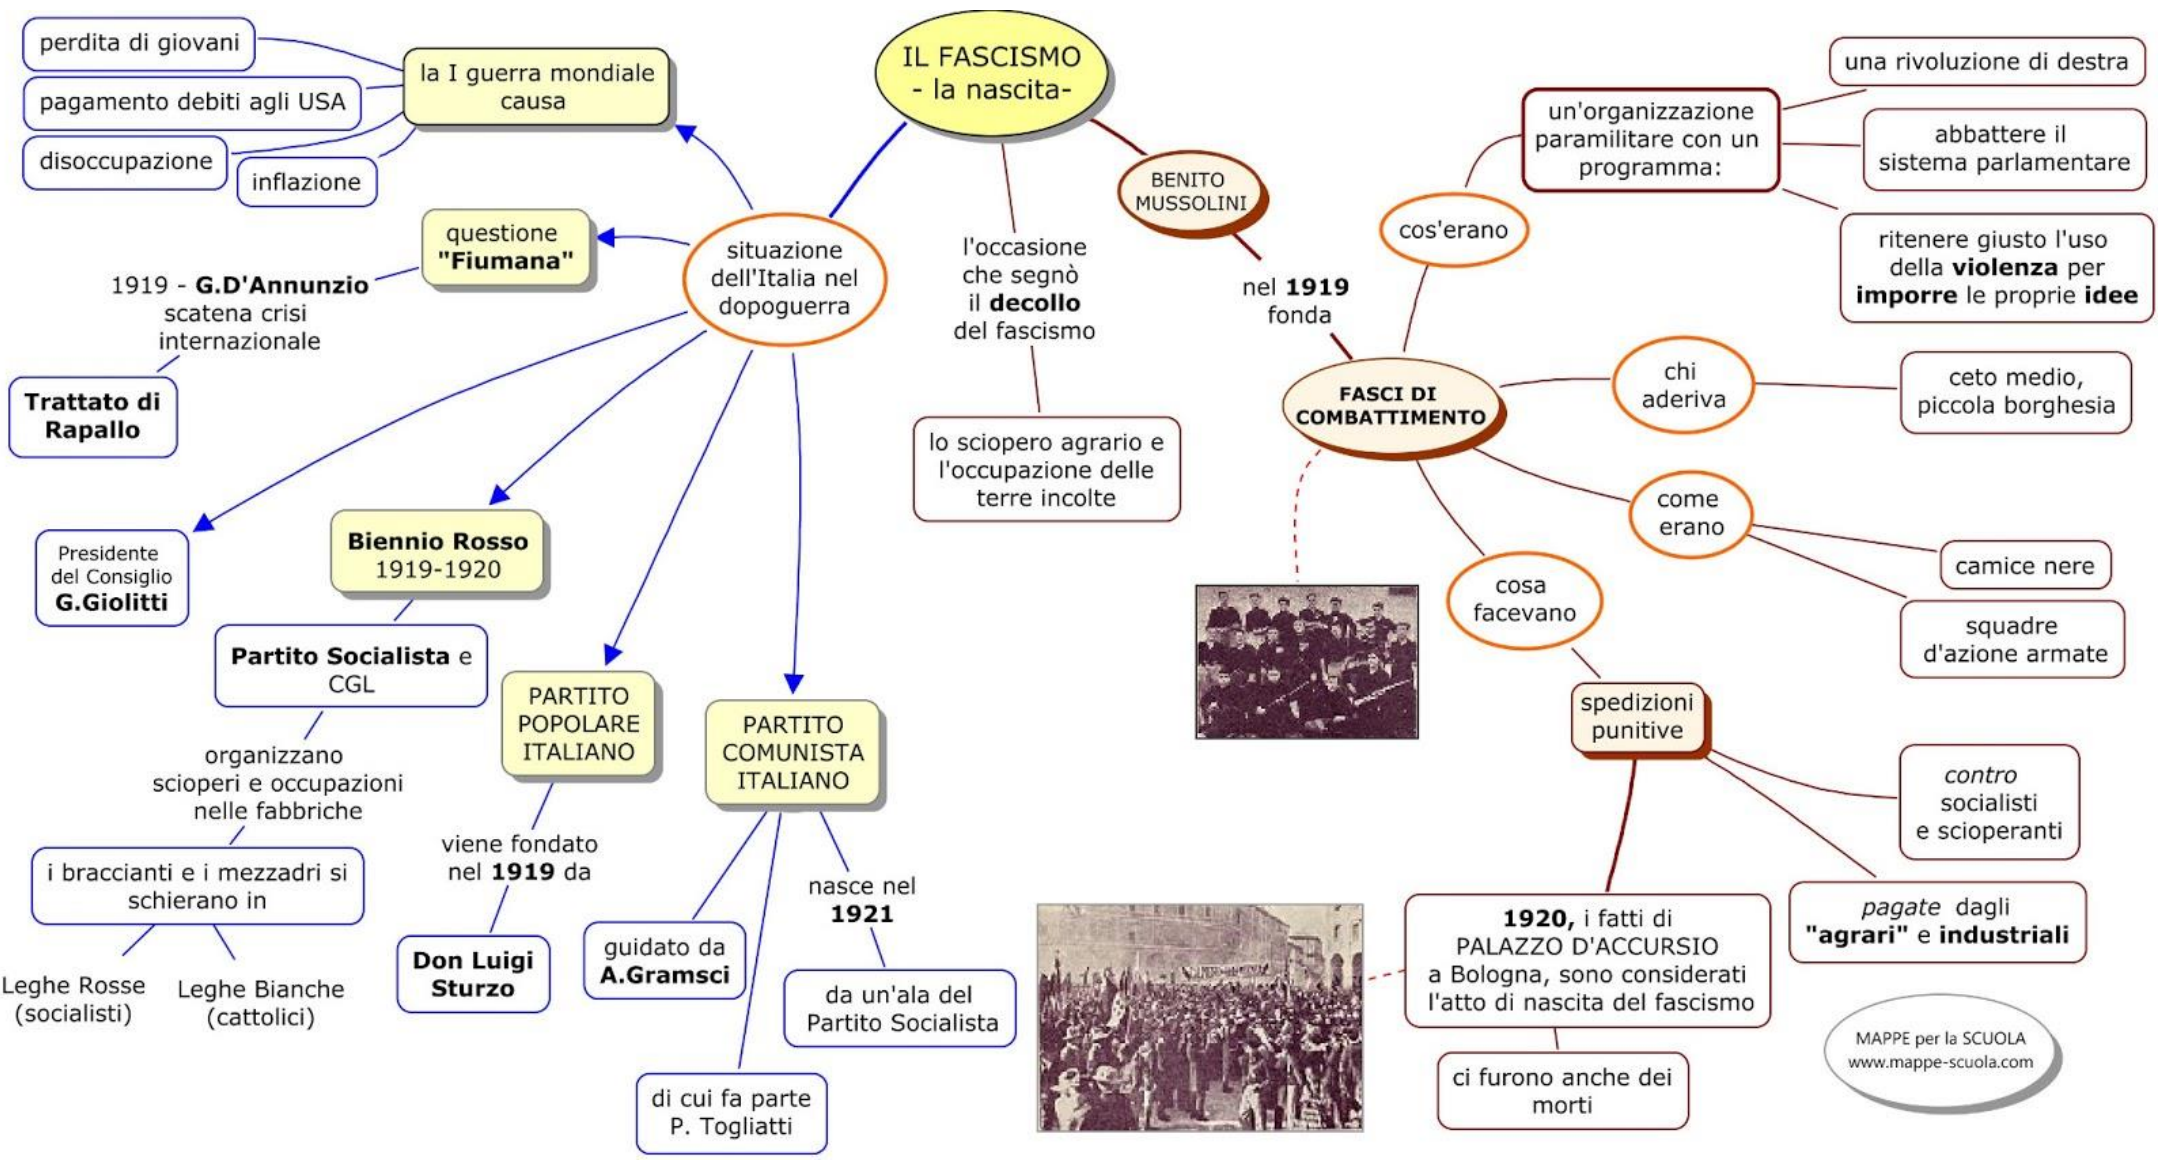 IL FASCISMO
- la nascita-
perdita di giovani
pagamento debiti agli USA
disoccupazione
inflazione
la I guerra mondiale
causa
questione
"Fiumana"
1919 - G.D'Annunzio
scatena crisi
internazionale
Trattato di
Rapallo
situazione
dell'Italia nel
dopoguerra
Presidente
del Consiglio
G.Giolitti
Biennio Rosso
1919-1920
Partito Socialista e
CGL
organizzano
scioperi e occupazioni
nelle fabbriche
i braccianti e i mezzadri si
schierano in
Leghe Rosse
(socialisti)
Leghe Bianche
(cattolici)
PARTITO
POPOLARE
ITALIANO
viene fondato
nel 1919 da
Don Luigi
Sturzo
PARTITO
COMUNISTA
ITALIANO
guidato da
A.Gramsci
di cui fa parte
P. Togliatti
nasce nel
1921
da un'ala del
Partito Socialista
l'occasione
che segnò
il decollo
del fascismo
lo sciopero agrario e
l'occupazione delle
terre incolte
BENITO
MUSSOLINI
nel 1919
fonda
FASCI DI
COMBATTIMENTO
cos'erano
un'organizzazione
paramilitare con un
programma:
una rivoluzione di destra
abbattere il
sistema parlamentare
ritenere giusto l'uso
della violenza per
imporre le proprie idee
chi
aderiva
ceto medio,
piccola borghesia
come
erano
camice nere
squadre
d'azione armate
cosa
facevano
spedizioni
punitive
contro
socialisti
e scioperanti
pagate dagli
"agrari" e industriali
1920, i fatti di
PALAZZO D'ACCURSIO
a Bologna, sono considerati
l'atto di nascita del fascismo
ci furono anche dei
morti
MAPPE per la SCUOLA
www.mappe-scuola.com